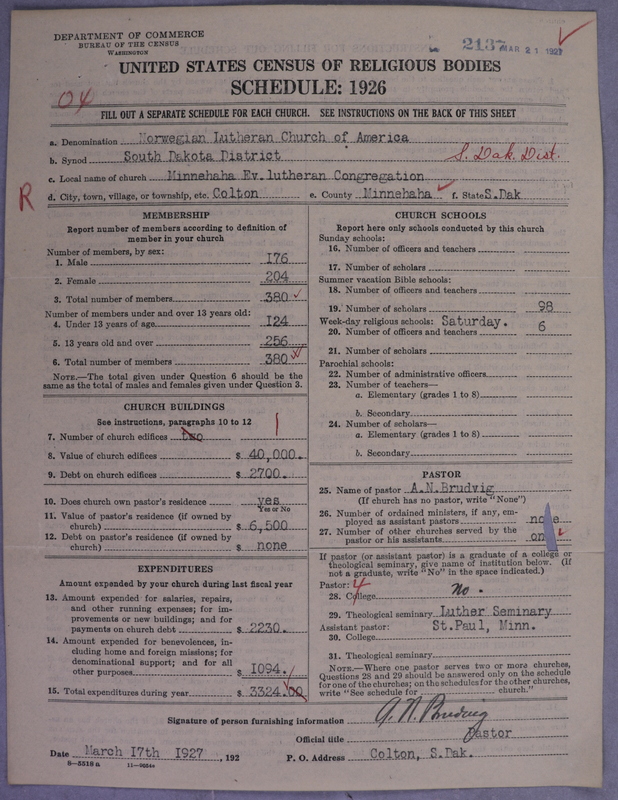 DEPARTMENT OF COMMERCE
BUREAU OF THE CENSUS
WASHINGTON
2137 MAR 21 1927
UNITED STATES CENSUS OF RELIGIOUS BODIES
SCHEDULE: 1926
04
FILL OUT A SEPARATE SCHEDULE FOR EACH CHURCH. SEE INSTRUCTIONS ON THE BACK OF THIS SHEET
a. Denomination Norwegian Lutheran Church of America
b. Synod South Dakota District S. Dak. Dist.
c. Local name of church Minnehaha Ev.lutheran Congregation
R d. City, town, village, or township, etc. Colton e. County Minnehaha f. State S.Dak
MEMBERSHIP
Report number of members according to definition of
member in your church
Number of members, by sex:
1. Male 176
2. Female 204
3. Total number of members 380
Number of members under and over 13 years old:
4. Under 13 years of age 124
5. 13 years old and over 256
6. Total number of members 380
NOTE.—The total given under Question 6 should be
same as the total of males and females given under Question 3.
CHURCH BUILDINGS
See instructions, paragraphs 10 to 12
7. Number of church edifices two 1
8. Value of church edifices $ 40,000.
9. Debt on church edifices $ 2700.
10. Does church own pastor's residence yes
Yes or No
11. Value of pastor's residence (if owned by
church) $ 6,500
12. Debt on pastor's residence (if owned by
church) $ none
EXPENDITURES
Amount expended by your church during last fiscal year
13. Amount expended for salaries, repairs,
and other running expenses; for im-
provements or new buildings; and for
payments on church debt $ 2230.
14. Amount expended for benevolences, in-
cluding home and foreign missions; for
denominational support; and for all
other purposes $ 1094.
15. Total expenditures during year $ 3324.00
CHURCH SCHOOLS
Report here only schools conducted by this church
Sunday schools:
16. Number of officers and teachers
17. Number of scholars
Summer vacation Bible schools:
18. Number of officers and teachers
19. Number of scholars 98
Week-day religious schools: Saturday.
20. Number of officers and teachers 6
21. Number of scholars
Parochial schools:
22. Number of administrative officers
23. Number of teachers—
a. Elementary (grades 1 to 8)
b. Secondary
24. Number of scholars—
a. Elementary (grades 1 to 8)
b. Secondary
PASTOR
25. Name of pastor A.N.Brudvig
(If church has no pastor, write "None")
26. Number of ordained ministers, if any, em-
ployed as assistant pastors none
27. Number of other churches served by the
pastor or his assistants
If pastor (or assistant pastor) is a graduate of a college or
theological seminary, give name of institution below. (If
not a graduate, write "No" in the space indicated.)
Pastor: 4
28. College No.
29. Theological seminary Luther Seminary
Assistant pastor: St.Paul, Minn.
30. College
31. Theological seminary
NOTE.—Where one pastor serves two or more churches,
Questions 28 and 29 should be answered only on the schedule
for one of the churches; on the schedules for the other churches,
write "See schedule for church."
Signature of person furnishing information A. N. Brudvig
Official title Pastor
Date March 17th 1927 , 192 P. O. Address Colton, S.Dak.
8—5518 a